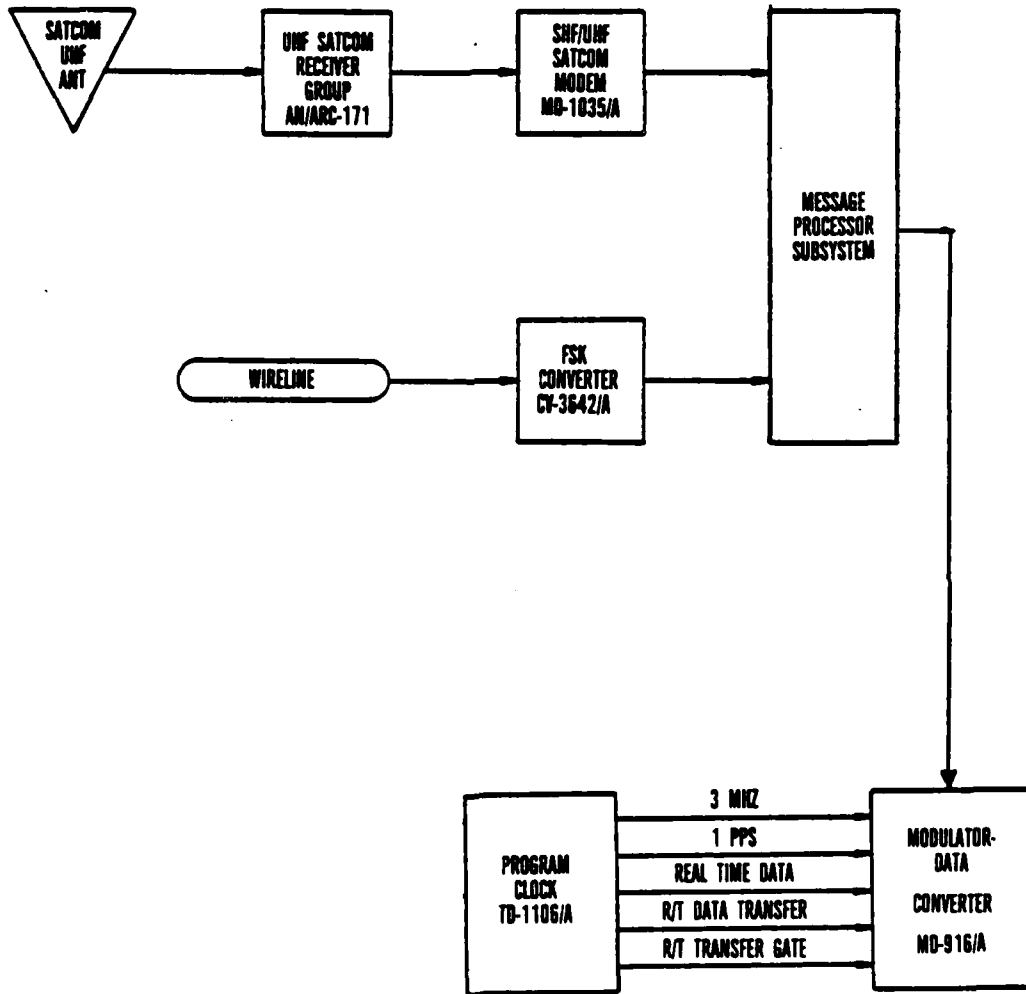 SATCOM
UHF
ANT
UHF SATCOM
RECEIVER
GROUP
AN/ARC-171
SHF/UHF
SATCOM
MODEM
MD-1035/A
MESSAGE
PROCESSOR
SUBSYSTEM
WIRELINE
FSK
CONVERTER
CV-3642/A
PROGRAM
CLOCK
TD-1106/A
3 MHZ
1 PPS
REAL TIME DATA
R/T DATA TRANSFER
R/T TRANSFER GATE
MODULATOR-
DATA
CONVERTER
MD-916/A